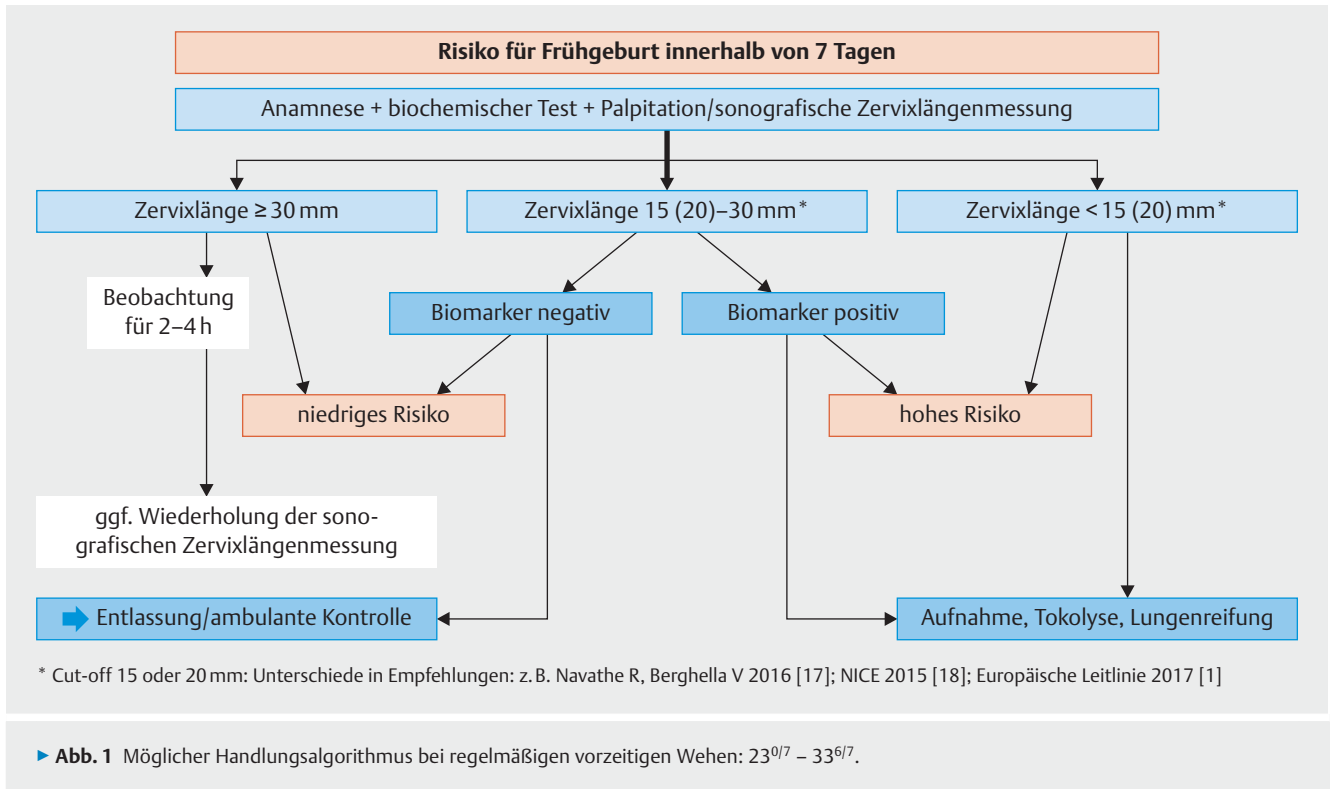 Risiko für Frühgeburt innerhalb von 7 Tagen
Anamnese + biochemischer Test + Palpitation/sonografische Zervixlängenmessung
Zervixlänge ≥ 30 mm
Zervixlänge 15 (20)–30 mm*
Zervixlänge < 15 (20) mm*
Beobachtung
für 2–4 h
Biomarker negativ
Biomarker positiv
niedriges Risiko
hohes Risiko
ggf. Wiederholung der sono-
grafischen Zervixlängenmessung
Entlassung/ambulante Kontrolle
Aufnahme, Tokolyse, Lungenreifung
* Cut-off 15 oder 20 mm: Unterschiede in Empfehlungen: z. B. Navathe R, Berghella V 2016 [17]; NICE 2015 [18]; Europäische Leitlinie 2017 [1]
▶ Abb. 1 Möglicher Handlungsalgorithmus bei regelmäßigen vorzeitigen Wehen: 23 0/7 – 33 6/7.